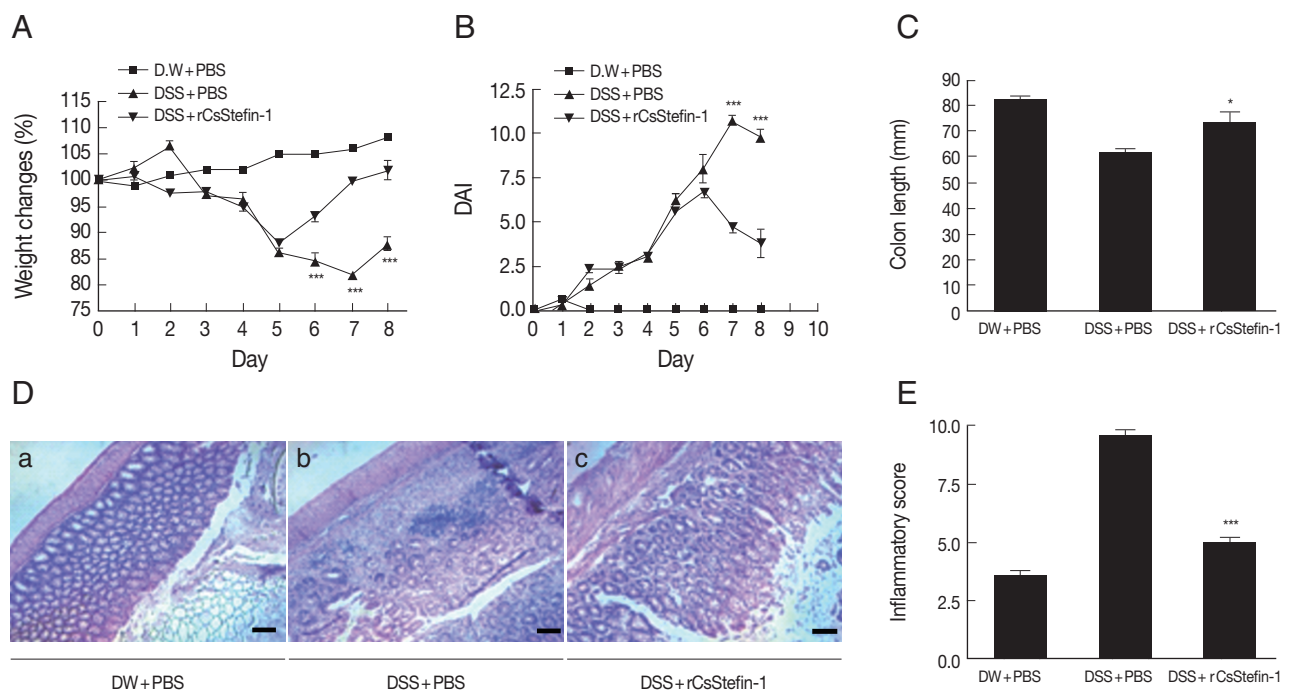 A
D.W+PBS
DSS+PBS
DSS+rCsStefin-1
Weight changes (%)
115
110
105
100
95
90
85
80
75
***
***
***
0 1 2 3 4 5 6 7 8
Day
B
D.W+PBS
DSS+PBS
DSS+rCsStefin-1
DAI
12.5
10.0
7.5
5.0
2.5
0.0
***
***
0 1 2 3 4 5 6 7 8 9 10
Day
C
Colon length (mm)
90
80
70
60
50
40
30
20
10
0
*
DW+PBS DSS+PBS DSS+rCsStefin-1
D
a
b
c
DW+PBS DSS+PBS DSS+rCsStefin-1
E
Inflammatory score
10.0
7.5
5.0
2.5
0.0
***
DW+PBS DSS+PBS DSS+rCsStefin-1